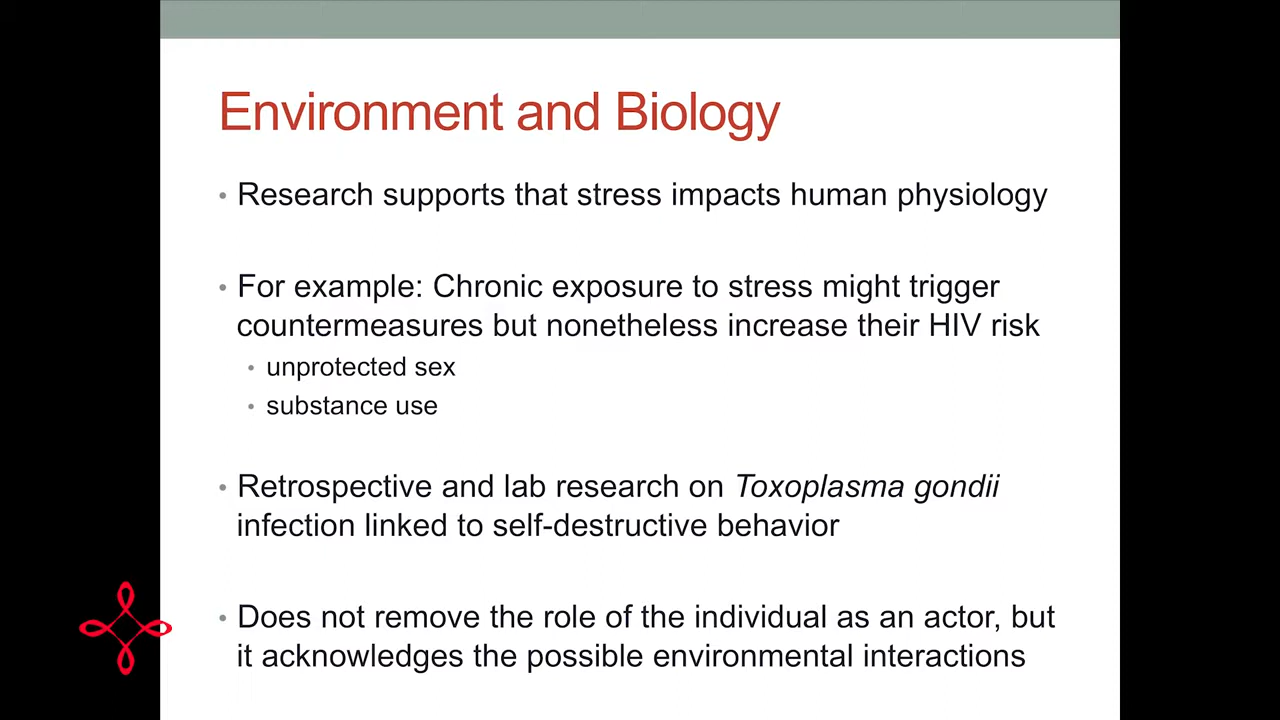 Environment and Biology
• Research supports that stress impacts human physiology
• For example: Chronic exposure to stress might trigger
countermeasures but nonetheless increase their HIV risk
• unprotected sex
• substance use
• Retrospective and lab research on Toxoplasma gondii
infection linked to self-destructive behavior
• Does not remove the role of the individual as an actor, but
it acknowledges the possible environmental interactions